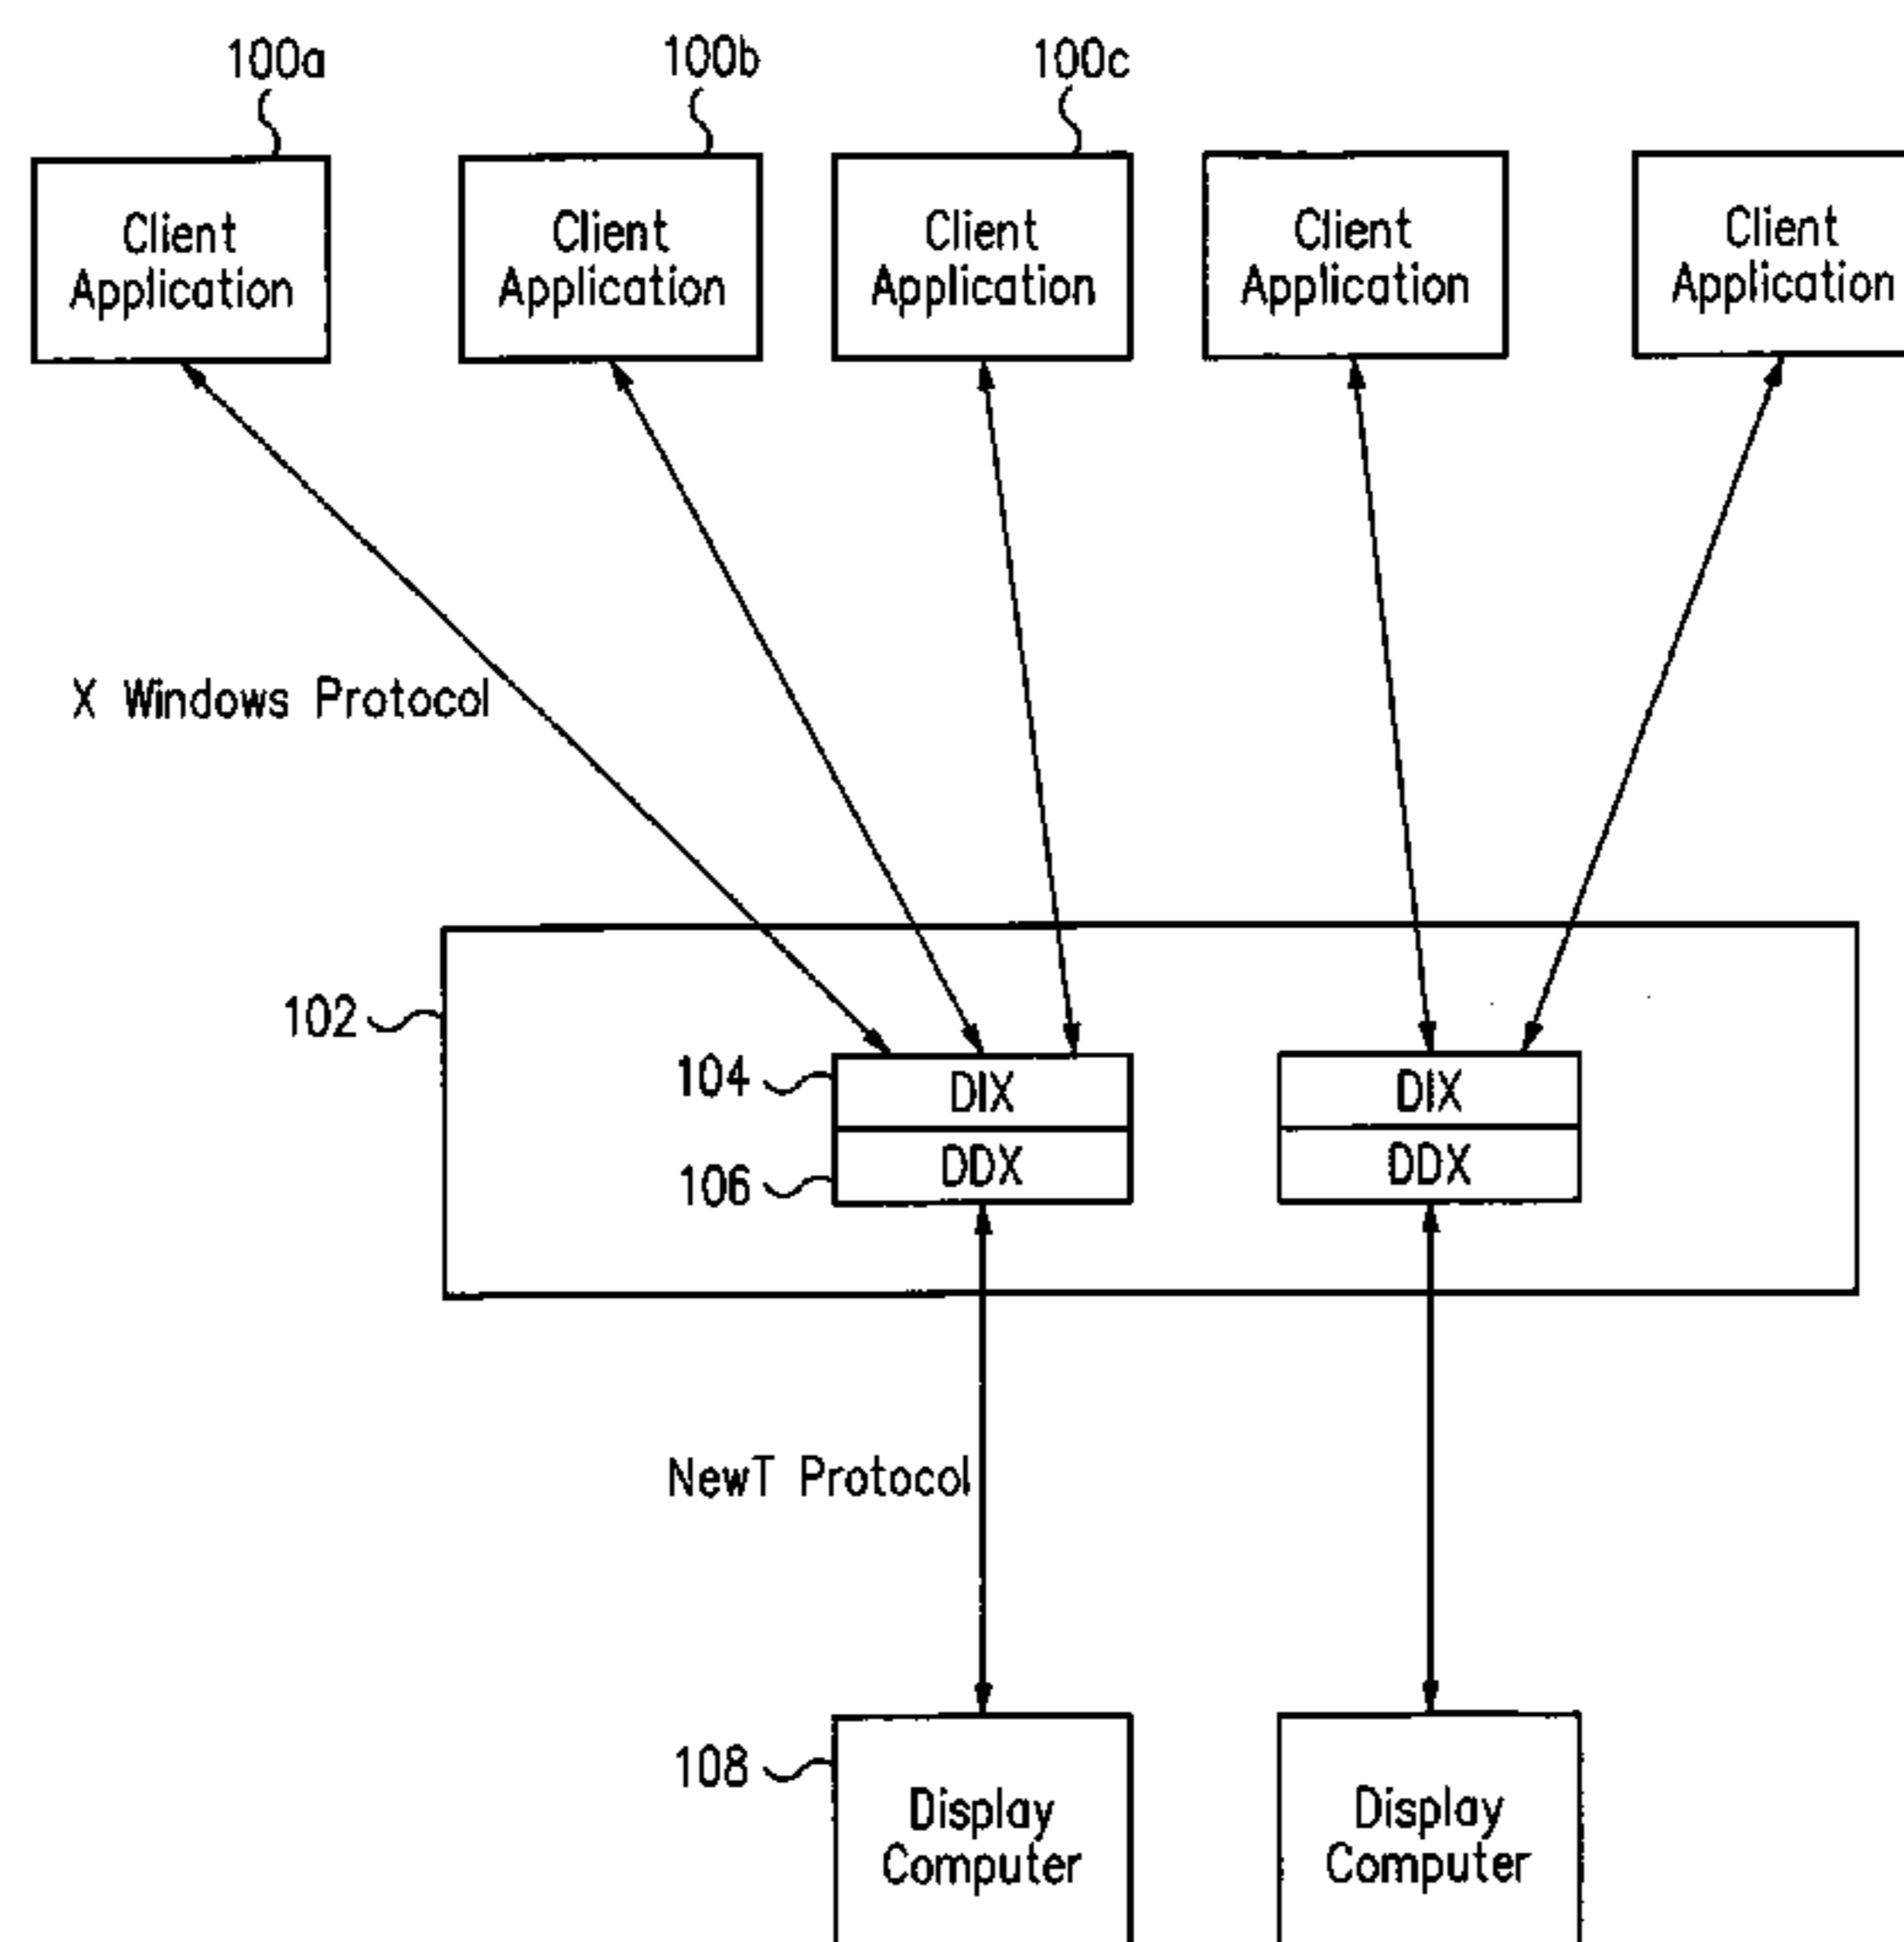 100a
100b
100c
Client
Application
Client
Application
Client
Application
Client
Application
Client
Application
X Windows Protocol
102
104
DIX
DIX
106
DDX
DDX
NewT Protocol
108
Display
Computer
Display
Computer